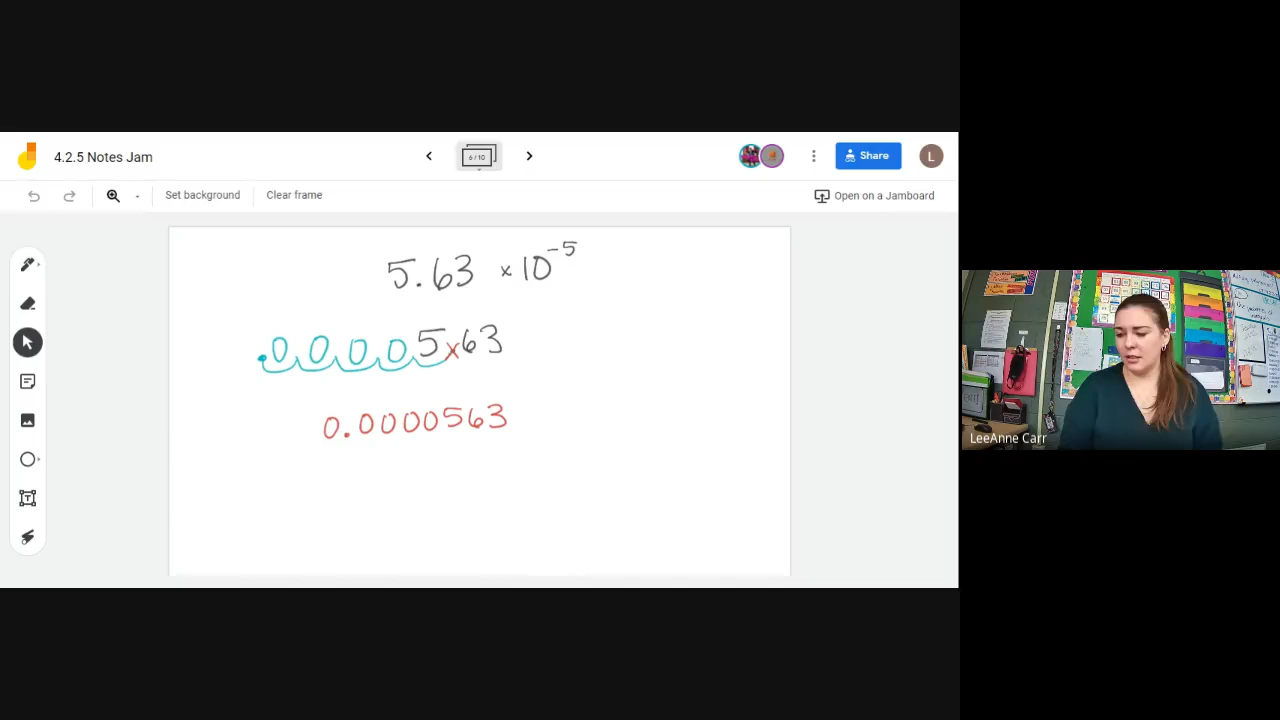 4.2.5 Notes Jam
6 / 10
Share
L
Set background
Clear frame
Open on a Jamboard
5.63 × 10⁻⁵
.00005x63
0.0000563
LeeAnne Carr